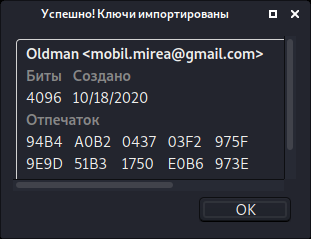 Успешно! Ключи импортированы
Oldman <mobil.mirea@gmail.com>
Биты Создано
4096 10/18/2020
Отпечаток
94B4 A0B2 0437 03F2 975F
9E9D 51B3 1750 E0B6 973E
OK